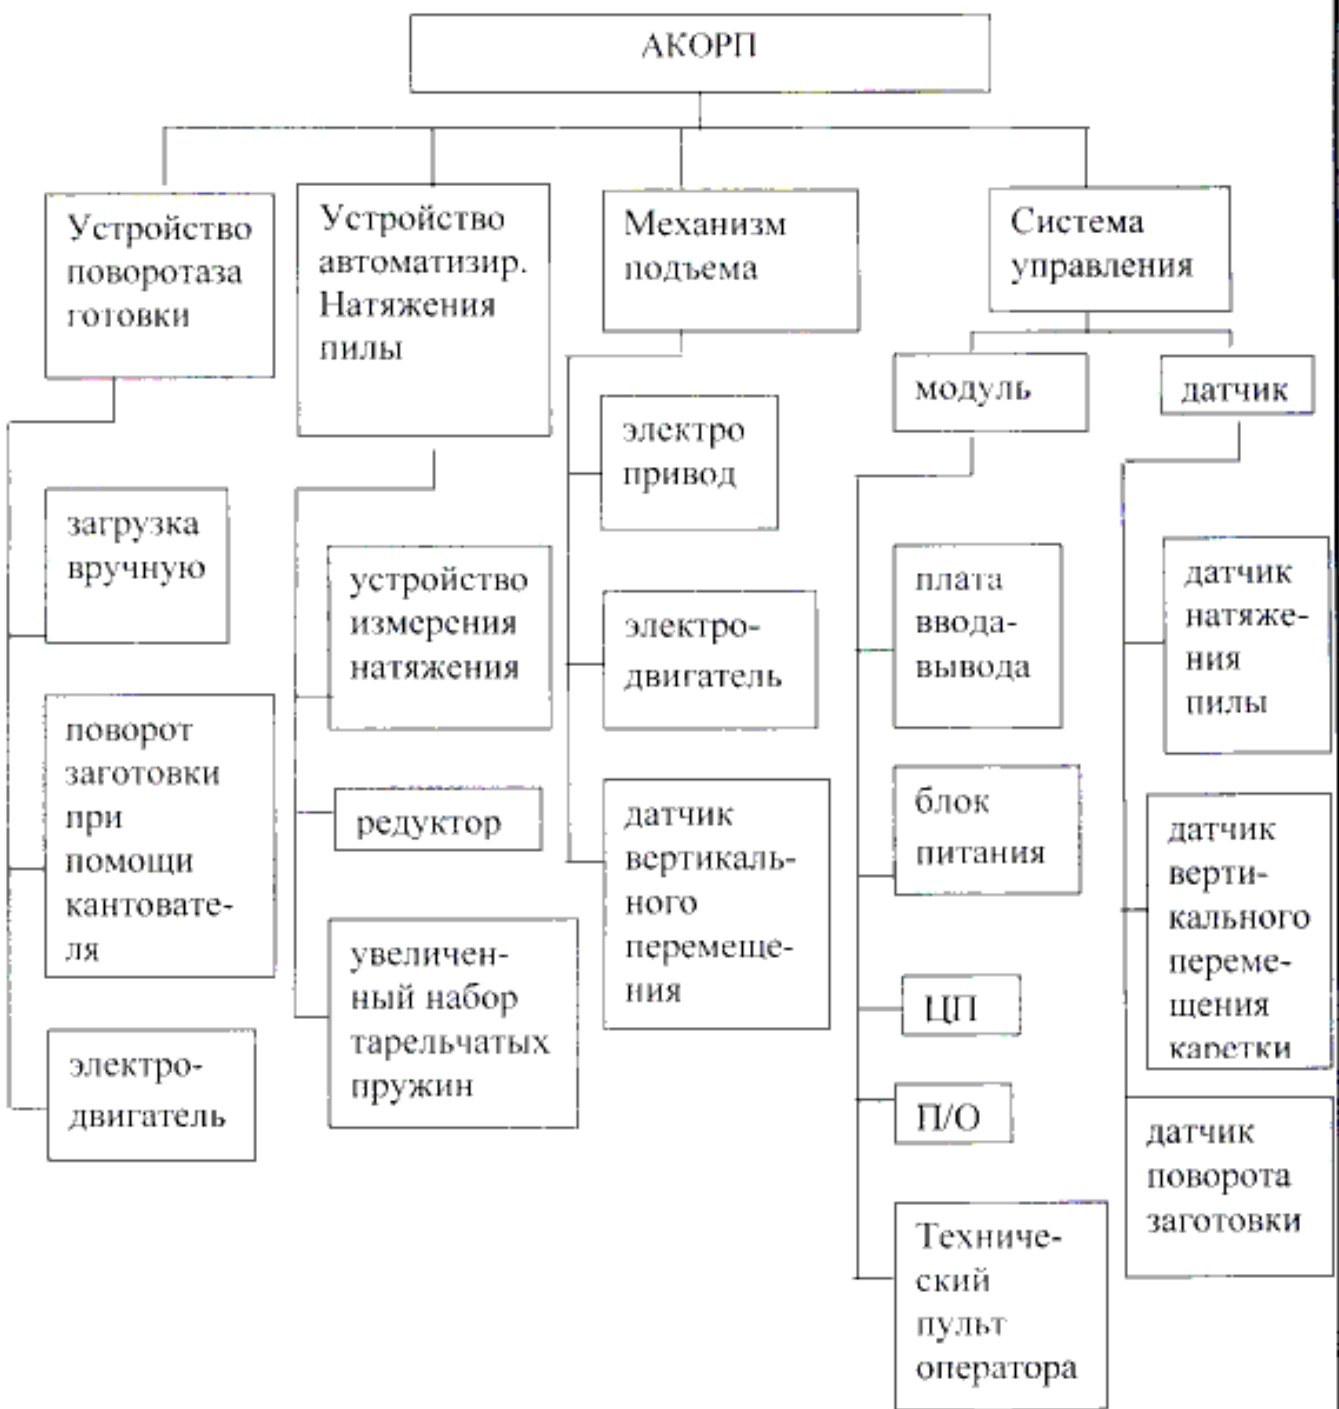 АКОРП
Устройство
поворотаза
готовки
Устройство
автоматизир.
Натяжения
пилы
Механизм
подъема
Система
управления
модуль
датчик
загрузка
вручную
поворот
заготовки
при
помощи
кантовате-
ля
электро-
двигатель
устройство
измерения
натяжения
редуктор
увеличен-
ный набор
тарельчатых
пружин
электро
привод
электро-
двигатель
датчик
вертикаль-
ного
перемеще-
ния
плата
ввода-
вывода
блок
питания
ЦП
П/О
Техниче-
ский
пульт
оператора
датчик
натяже-
ния
пилы
датчик
верти-
кального
переме-
щения
каретки
датчик
поворота
заготовки